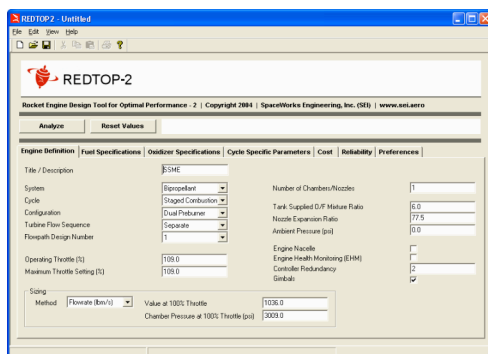 REDTOP2 - Untitled
File Edit View Help
REDTOP-2
Rocket Engine Design Tool for Optimal Performance - 2 | Copyright 2004 | SpaceWorks Engineering, Inc. (SEI) | www.sei.aero
Analyze Reset Values
Engine Definition Fuel Specifications Oxidizer Specifications Cycle Specific Parameters Cost Reliability Preferences
Title / Description SSME
System Bipropellant Number of Chambers/Nozzles 1
Cycle Staged Combustion
Configuration Dual Preburner Tank Supplied O/F Mixture Ratio 6.0
Turbine Flow Sequence Separate Nozzle Expansion Ratio 77.5
Flowpath Design Number 1 Ambient Pressure (psi) 0.0
Engine Nacelle
Operating Throttle (%) 109.0 Engine Health Monitoring (EHM)
Maximum Throttle Setting (%) 109.0 Controller Redundancy 2
Gimbals
Sizing
Method Flowrate (lbm/s) Value at 100% Throttle 1036.0
Chamber Pressure at 100% Throttle (psi) 3009.0